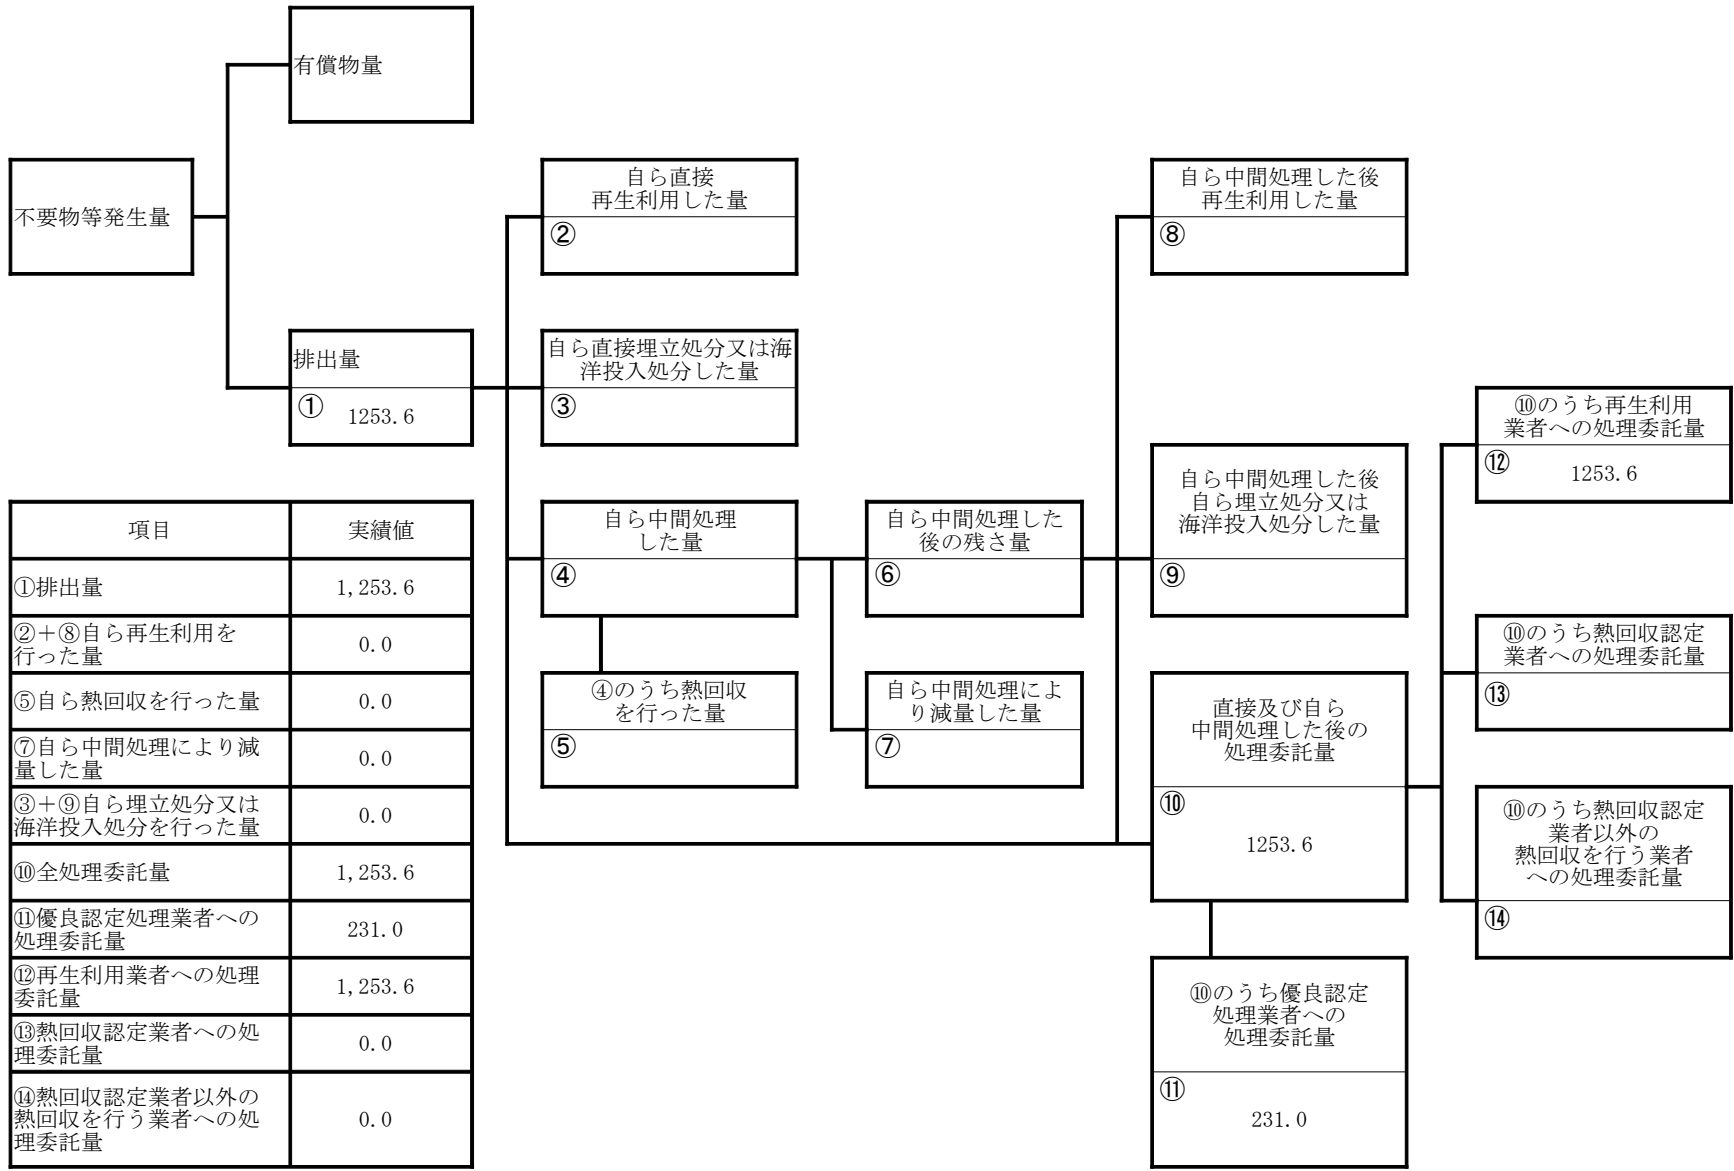 有償物量
不要物等発生量
自ら直接
再生利用した量
②
自ら中間処理した後
再生利用した量
⑧
排出量
① 1253.6
自ら直接埋立処分又は海
洋投入処分した量
③
⑩のうち再生利用
業者への処理委託量
⑫ 1253.6
自ら中間処理
した量
④
自ら中間処理した
後の残さ量
⑥
自ら中間処理した後
自ら埋立処分又は
海洋投入処分した量
⑨
⑩のうち熱回収認定
業者への処理委託量
⑬
④のうち熱回収
を行った量
⑤
自ら中間処理によ
り減量した量
⑦
直接及び自ら
中間処理した後の
処理委託量
⑩
1253.6
⑩のうち熱回収認定
業者以外の
熱回収を行う業者
への処理委託量
⑭
⑩のうち優良認定
処理業者への
処理委託量
⑪
231.0
項目 実績値
①排出量 1,253.6
②+⑧自ら再生利用を
行った量 0.0
⑤自ら熱回収を行った量 0.0
⑦自ら中間処理により減
量した量 0.0
③+⑨自ら埋立処分又は
海洋投入処分を行った量 0.0
⑩全処理委託量 1,253.6
⑪優良認定処理業者への
処理委託量 231.0
⑫再生利用業者への処理
委託量 1,253.6
⑬熱回収認定業者への処
理委託量 0.0
⑭熱回収認定業者以外の
熱回収を行う業者への処
理委託量 0.0